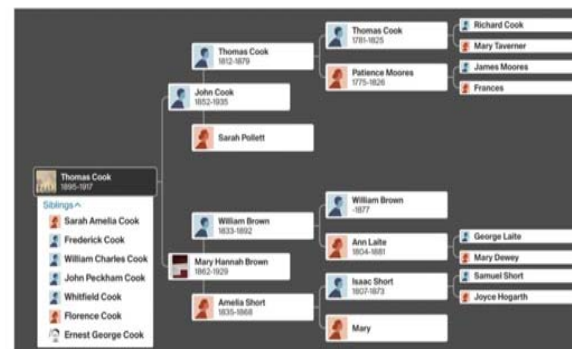 Thomas Cook
1895-1917
Siblings
Sarah Amelia Cook
Frederick Cook
William Charles Cook
John Peckham Cook
Whitfield Cook
Florence Cook
Ernest George Cook
John Cook
1852-1935
Mary Hannah Brown
1862-1929
Thomas Cook
1812-1879
Sarah Pollett
William Brown
1833-1892
Amelia Short
1835-1868
Thomas Cook
1781-1825
Patience Moores
1775-1826
William Brown
-1877
Ann Laite
1804-1881
Isaac Short
1807-1873
Mary
Richard Cook
Mary Taverner
James Moores
Frances
George Laite
Mary Dewey
Samuel Short
Joyce Hogarth